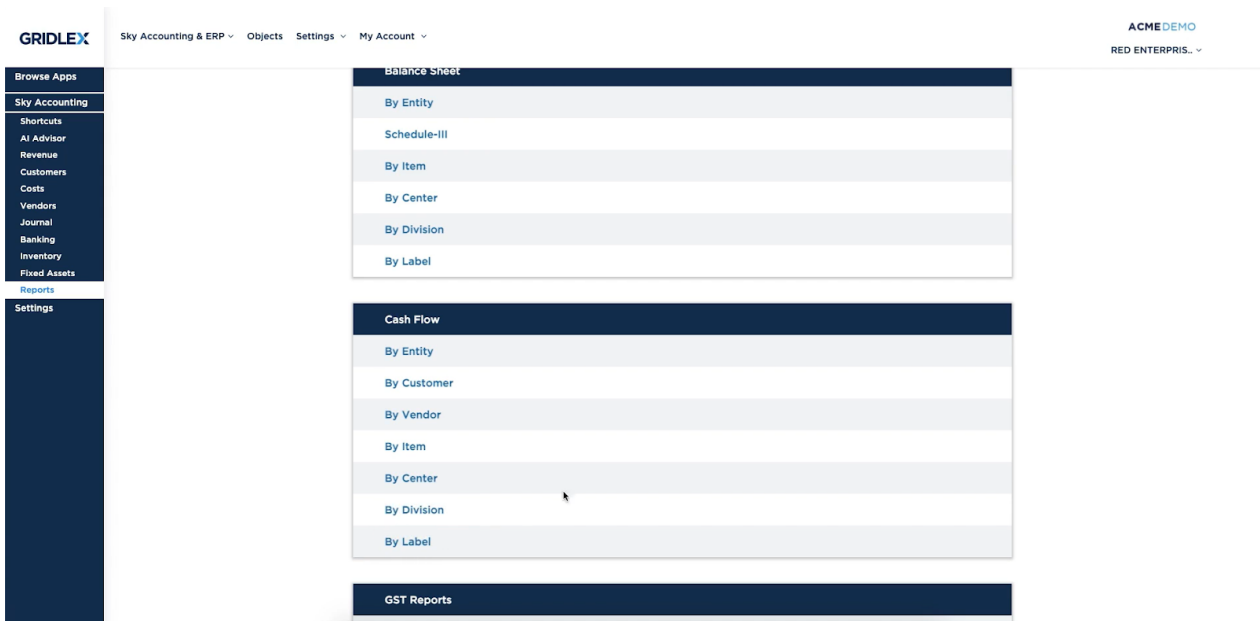 GRIDLEX
Sky Accounting & ERP
Objects
Settings
My Account
ACMEDEMO
RED ENTERPRIS..
Browse Apps
Sky Accounting
Shortcuts
AI Advisor
Revenue
Customers
Costs
Vendors
Journal
Banking
Inventory
Fixed Assets
Reports
Settings
Balance Sheet
By Entity
Schedule-III
By Item
By Center
By Division
By Label
Cash Flow
By Entity
By Customer
By Vendor
By Item
By Center
By Division
By Label
GST Reports